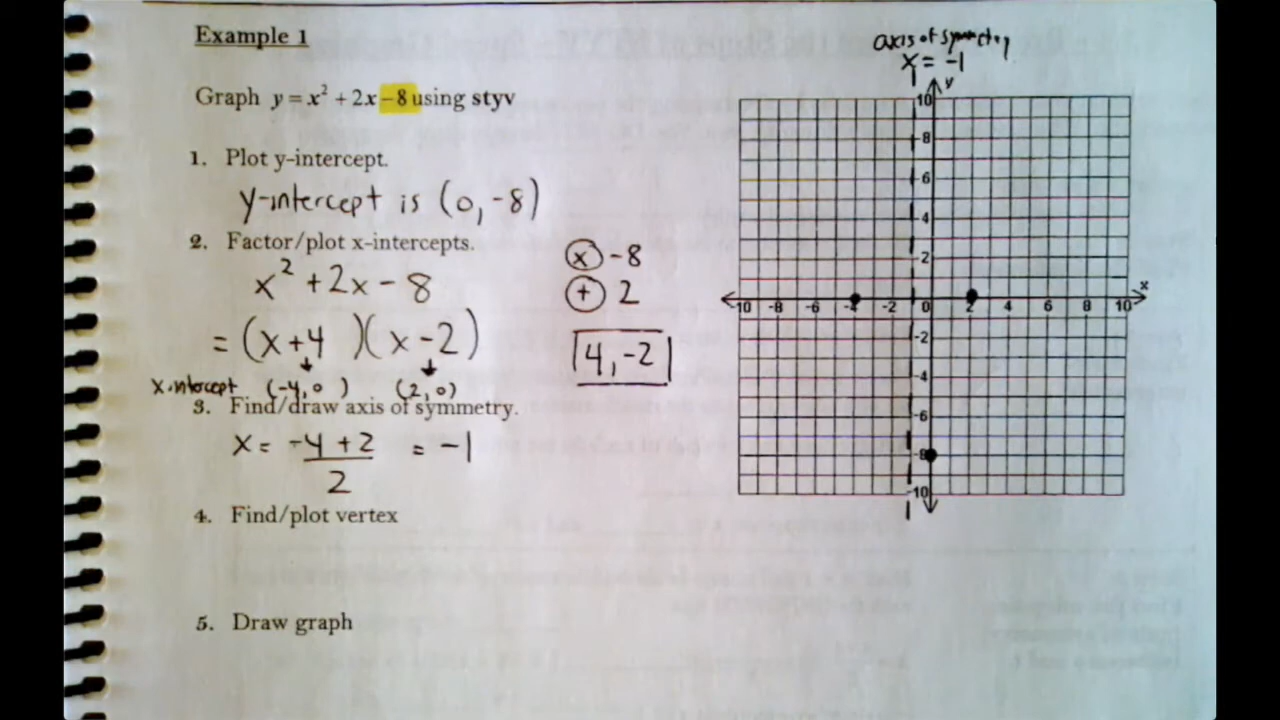 Example 1
Graph y = x² + 2x - 8 using styv
1. Plot y-intercept.
y-intercept is (0, -8)
2. Factor/plot x-intercepts.
x² + 2x - 8
= (x+4 )(x-2)
x-intercept (-4,0 ) (2,0)
3. Find/draw axis of symmetry.
x = -4 + 2 = -1
2
4. Find/plot vertex
5. Draw graph
x -8
+ 2
4, -2
axis of symmetry
x = -1
y
10
8
6
4
2
x
-10 -8 -6 -4 -2 0 2 4 6 8 10
-2
-4
-6
-8
-10